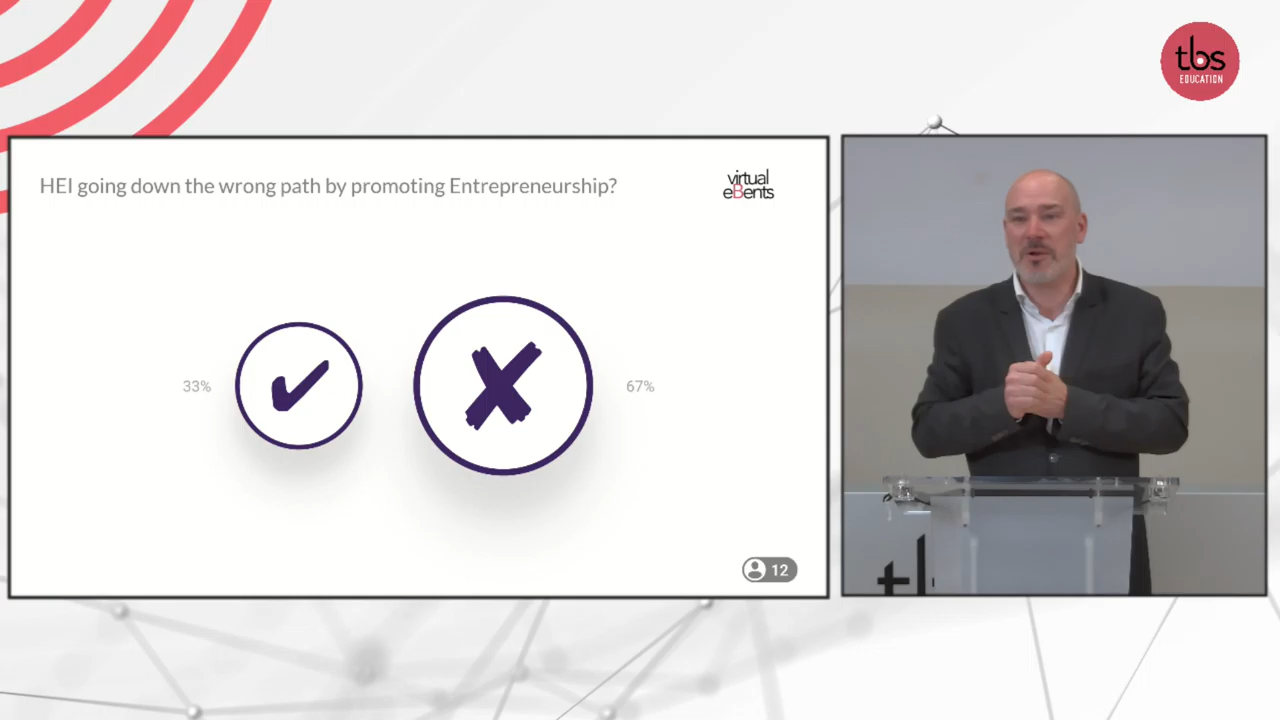 tbs
EDUCATION
HEI going down the wrong path by promoting Entrepreneurship?
virtual
eBents
33%
67%
12